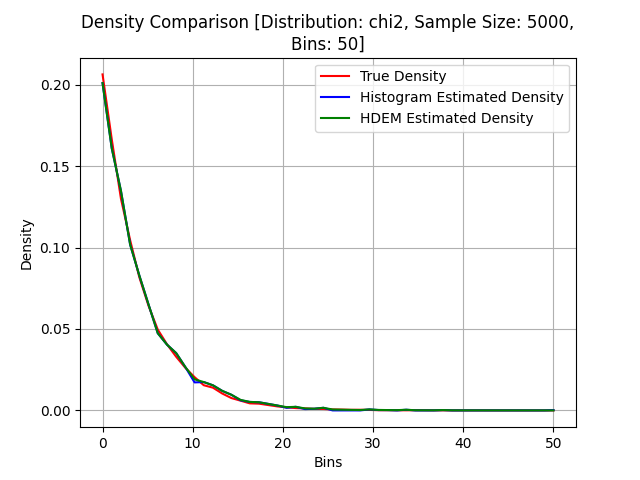 Density Comparison [Distribution: chi2, Sample Size: 5000,
Bins: 50]
True Density
Histogram Estimated Density
HDEM Estimated Density
Density
0.20
0.15
0.10
0.05
0.00
0
10
20
30
40
50
Bins